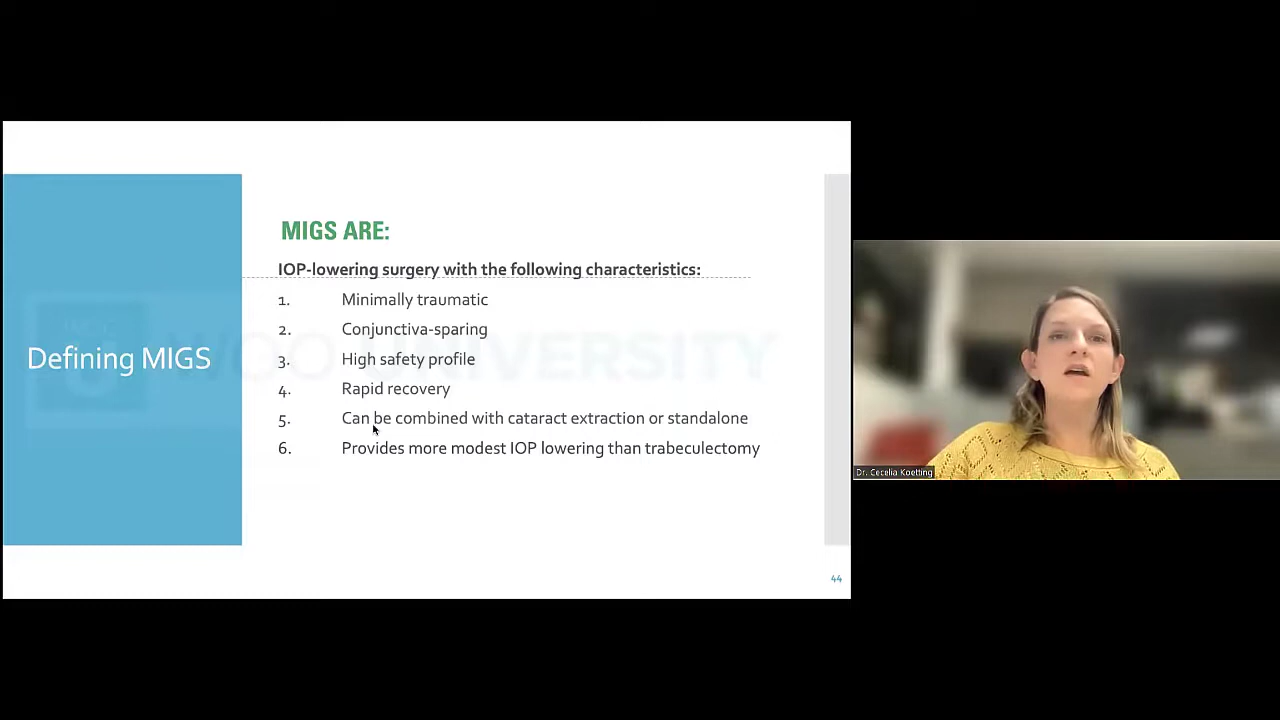 MIGS ARE:
IOP-lowering surgery with the following characteristics:
1. Minimally traumatic
2. Conjunctiva-sparing
Defining MIGS
3. High safety profile
4. Rapid recovery
5. Can be combined with cataract extraction or standalone
6. Provides more modest IOP lowering than trabeculectomy
WOO UNIVERSITY
Dr. Cecelia Koetting
44